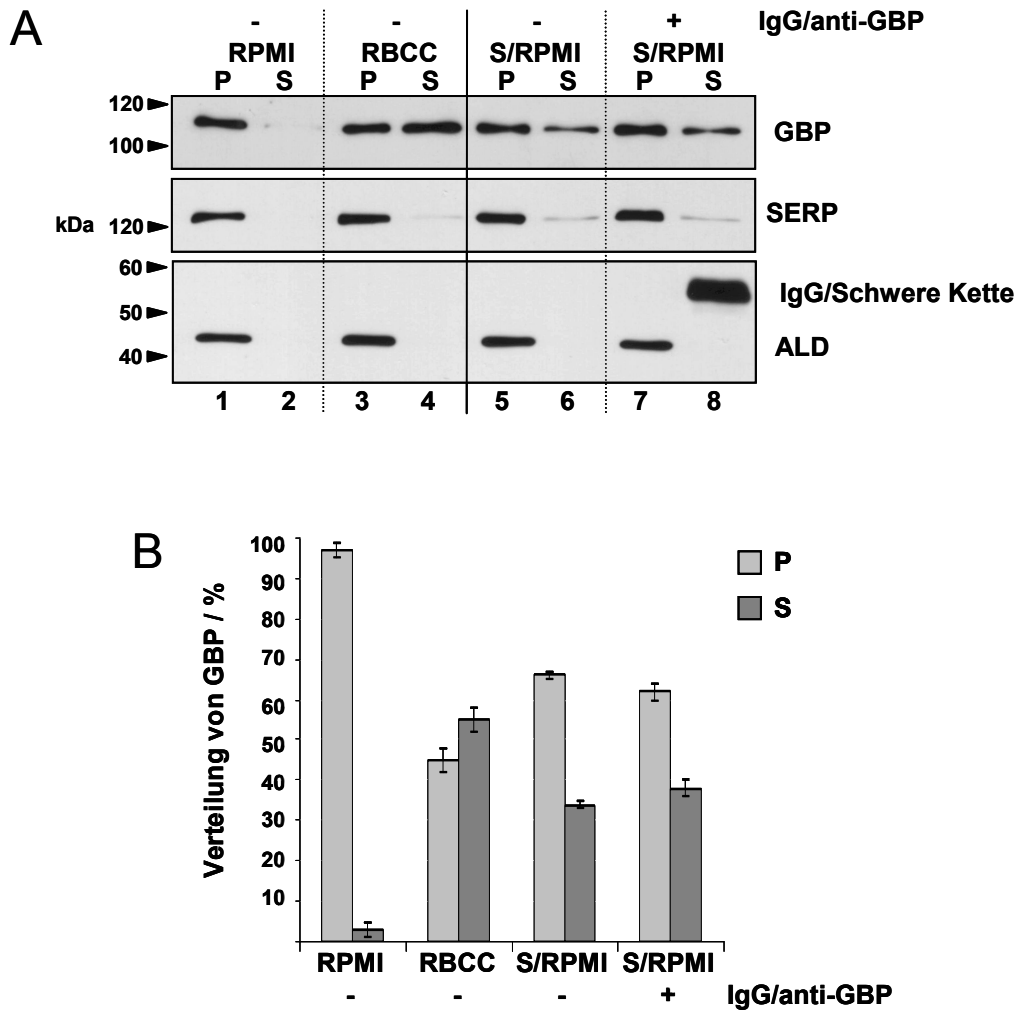 A
- - - + IgG/anti-GBP
RPMI RBCC S/RPMI S/RPMI
P S P S P S P S
120
100
GBP
kDa 120
SERP
60
50
40
IgG/Schwere Kette
ALD
1 2 3 4 5 6 7 8
B
Verteilung von GBP / %
100
90
80
70
60
50
40
30
20
10
P
S
RPMI RBCC S/RPMI S/RPMI
- - - + IgG/anti-GBP